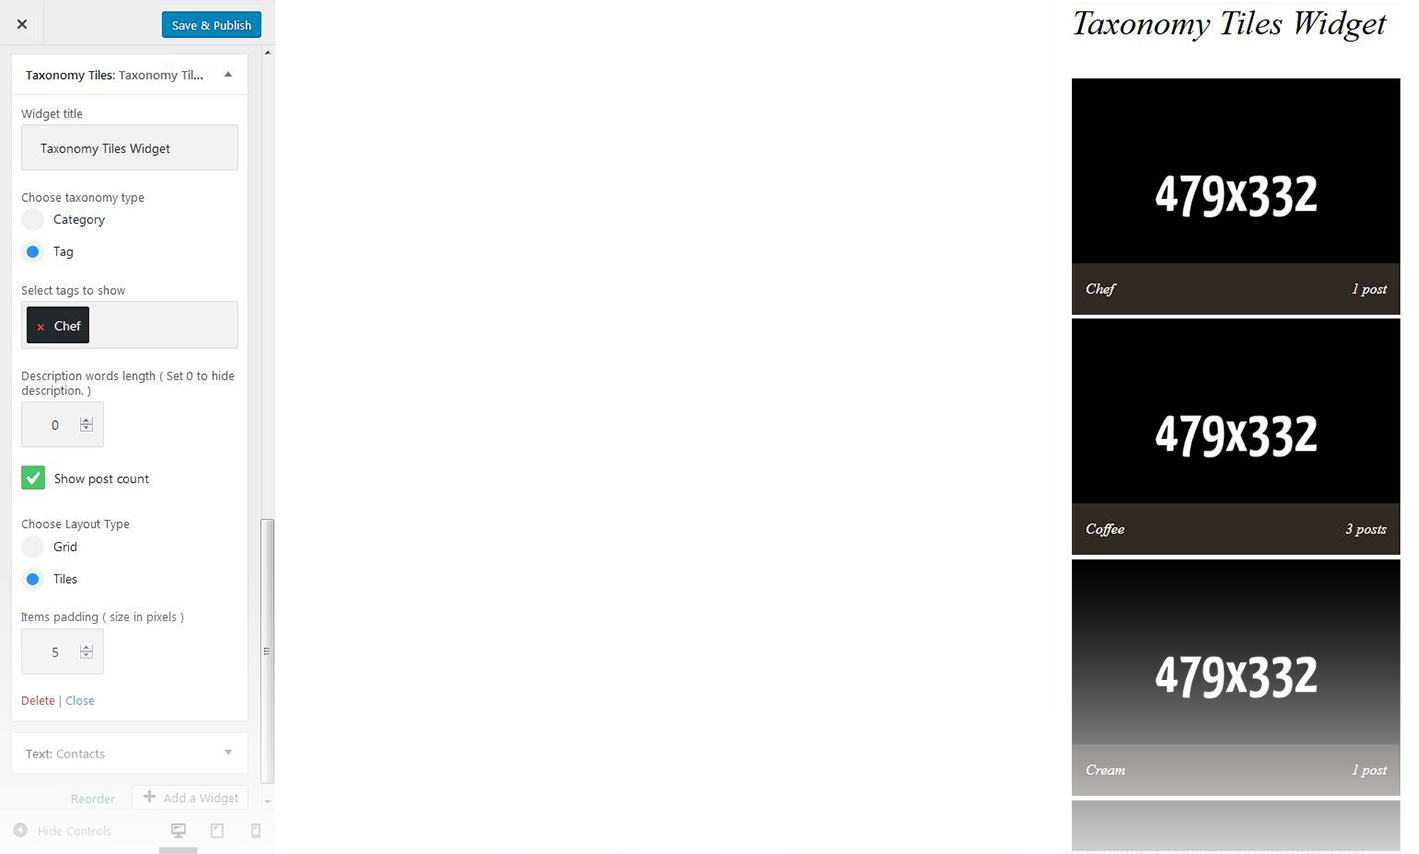 Save & Publish
Taxonomy Tiles: Taxonomy Til...
Widget title
Taxonomy Tiles Widget
Choose taxonomy type
Category
Tag
Select tags to show
× Chef
Description words length ( Set 0 to hide
description. )
0
Show post count
Choose Layout Type
Grid
Tiles
Items padding ( size in pixels )
5
Delete | Close
Text: Contacts
Reorder
Add a Widget
Hide Controls
Taxonomy Tiles Widget
479x332
Chef 1 post
479x332
Coffee 3 posts
479x332
Cream 1 post